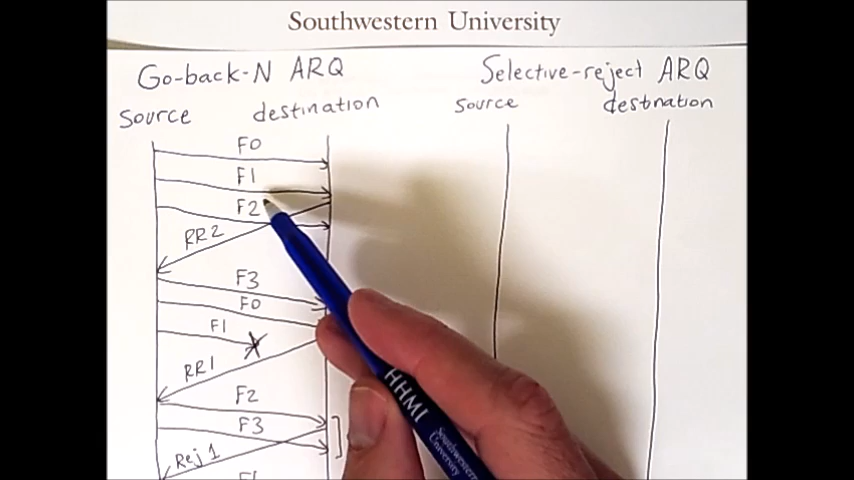 Southwestern University
Go-back-N ARQ
Selective-reject ARQ
source
destination
source
destination
F0
F1
F2
RR2
F3
F0
F1
RR1
F2
F3
Rej 1
F1
HHMI
Southwestern
University